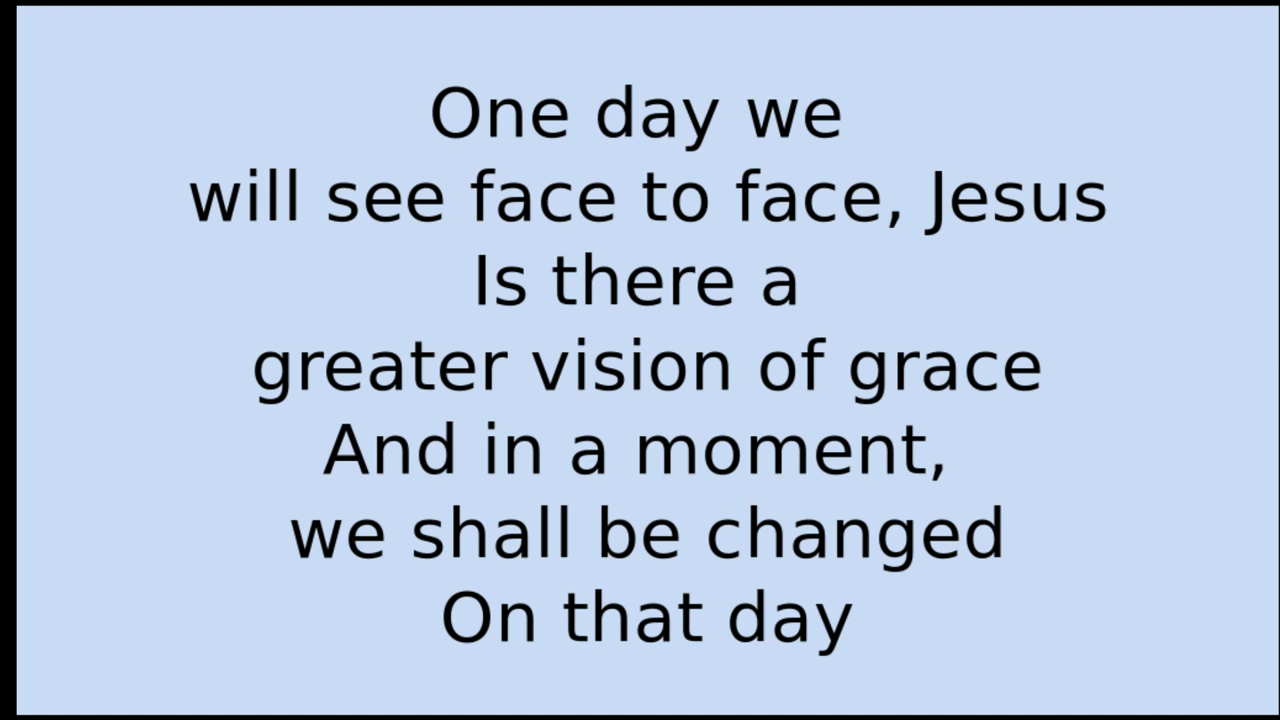 One day we
will see face to face, Jesus
Is there a
greater vision of grace
And in a moment,
we shall be changed
On that day